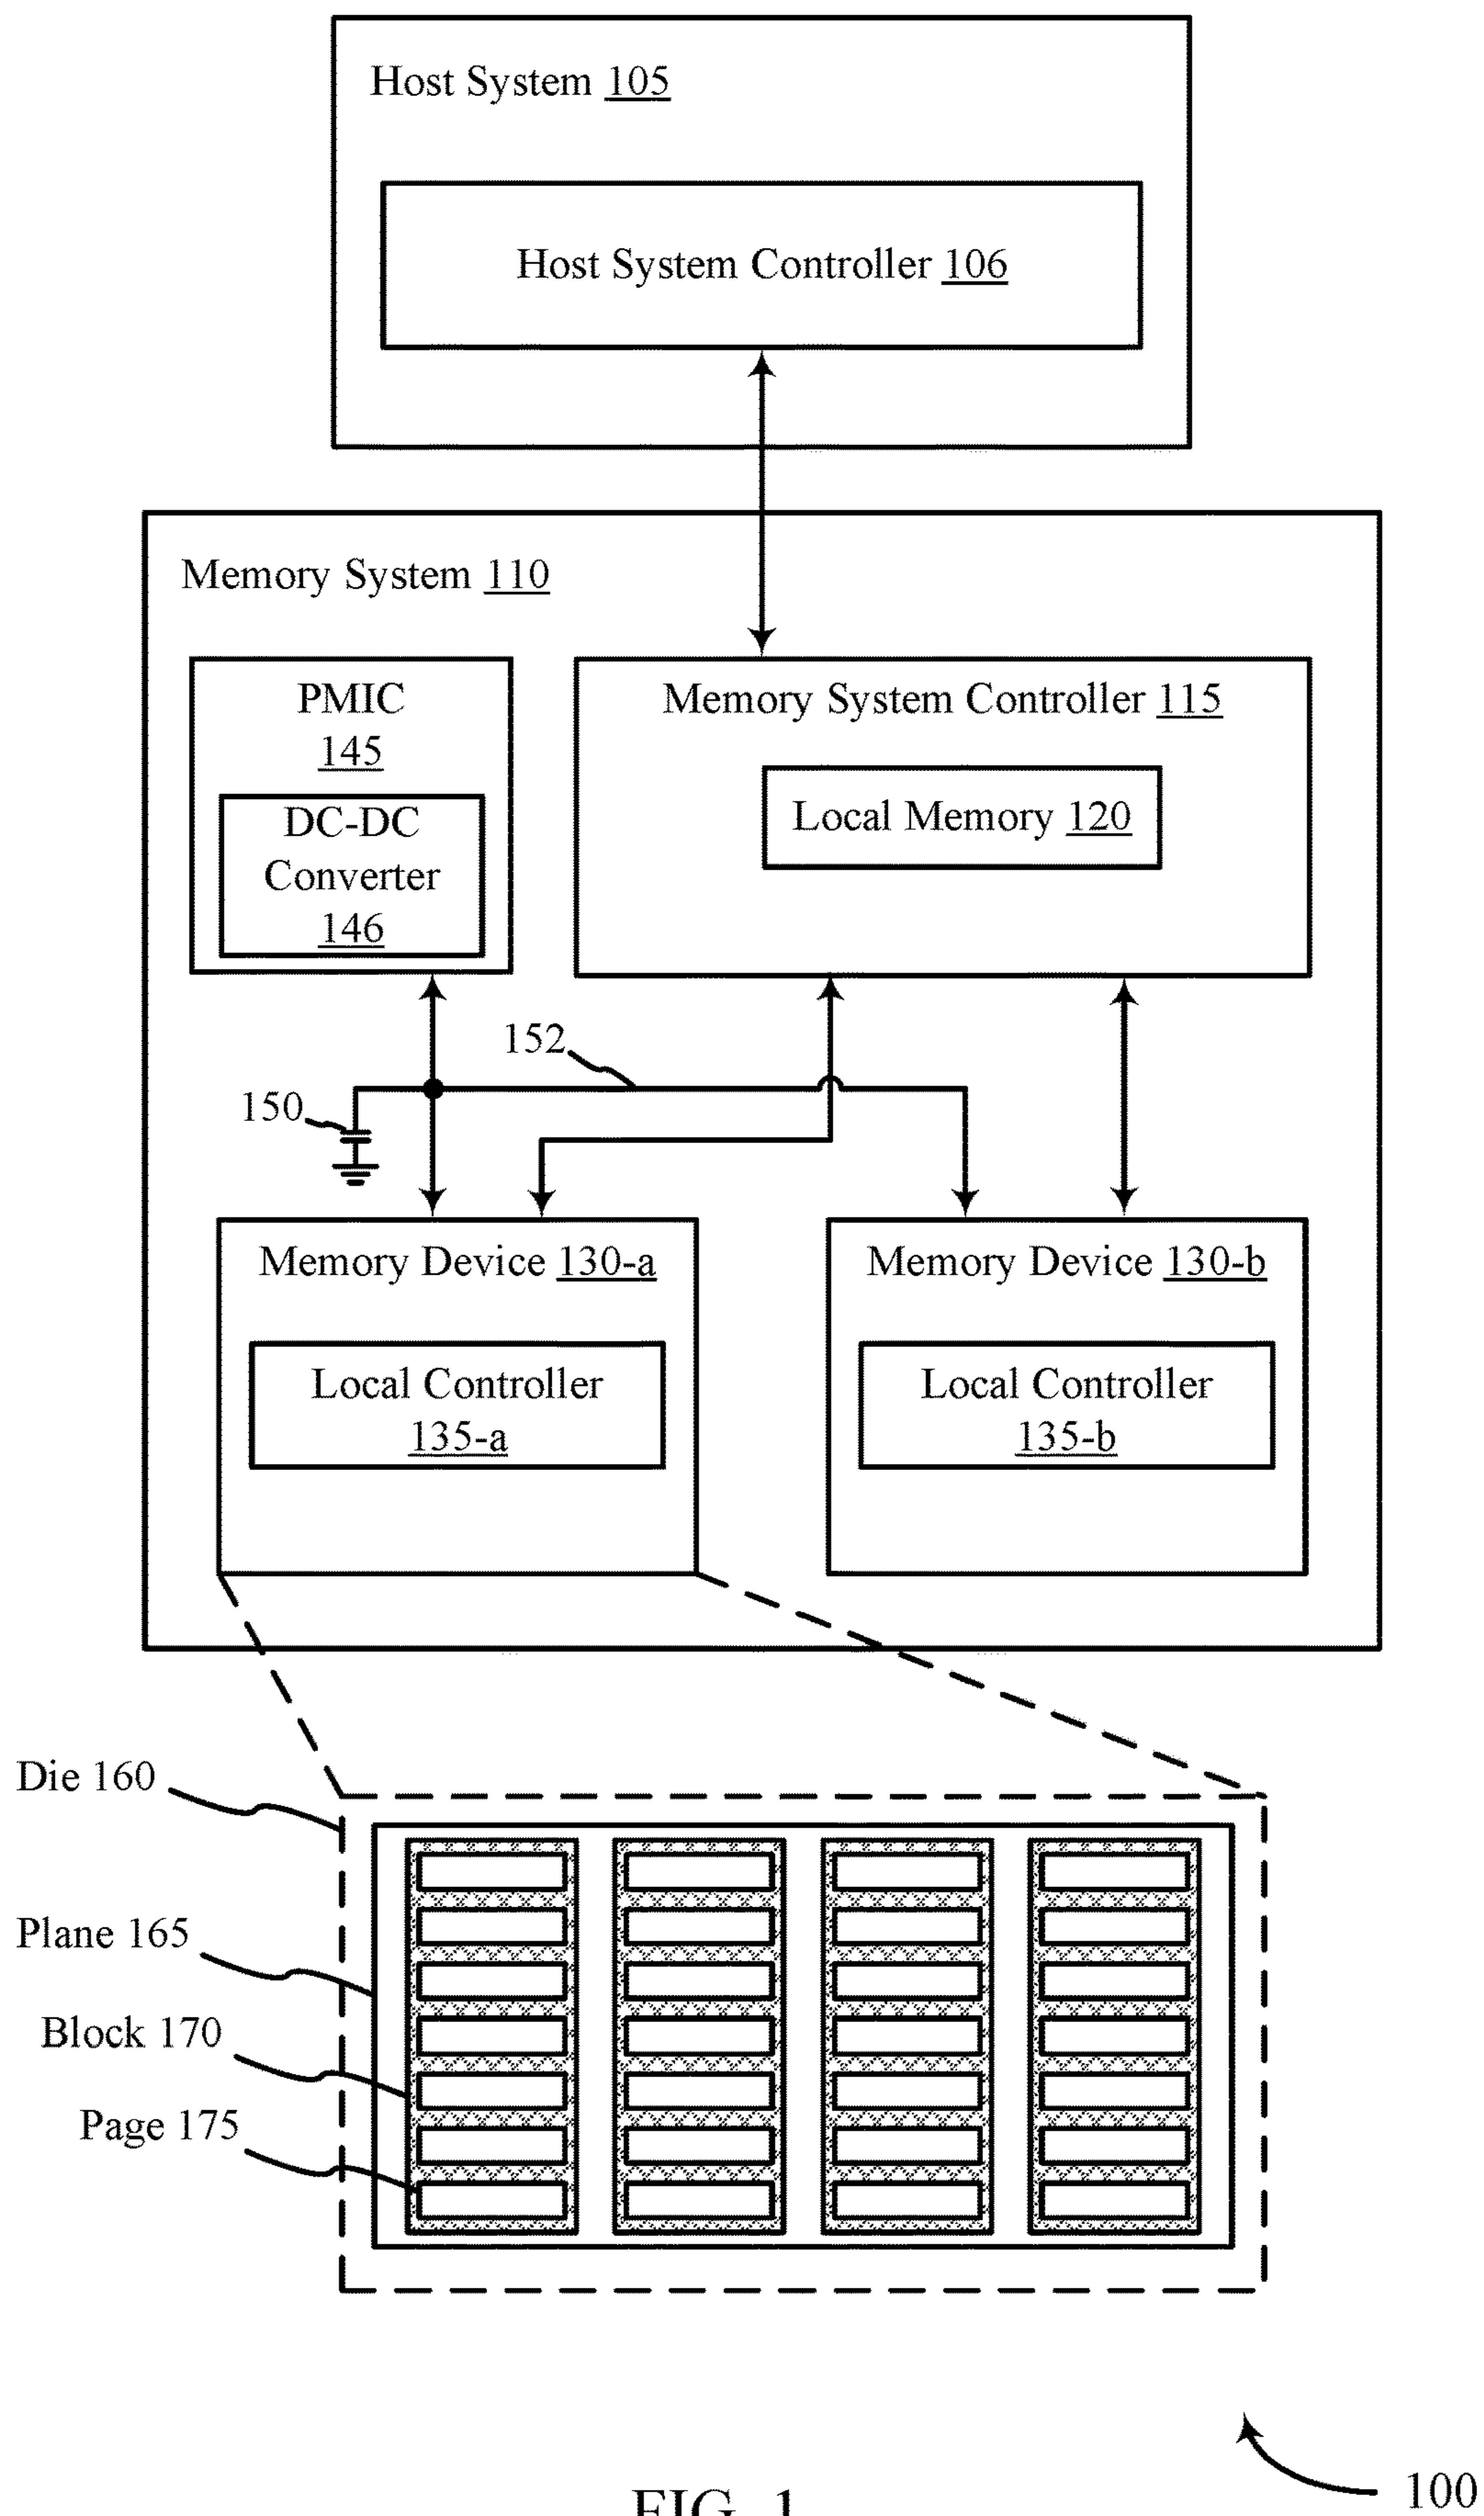 Host System 105
Host System Controller 106
Memory System 110
PMIC
145
DC-DC
Converter
146
Memory System Controller 115
Local Memory 120
152
150
Memory Device 130-a
Local Controller
135-a
Memory Device 130-b
Local Controller
135-b
Die 160
Plane 165
Block 170
Page 175
100
FIG. 1